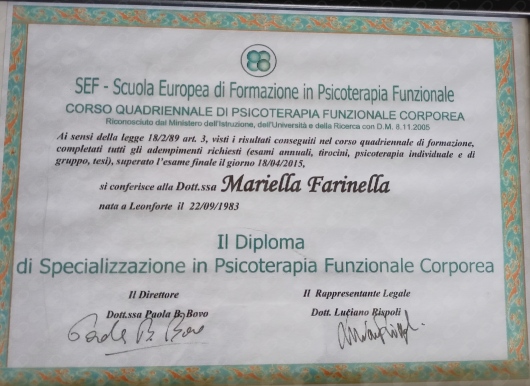 SEF - Scuola Europea di Formazione in Psicoterapia Funzionale
CORSO QUADRIENNALE DI PSICOTERAPIA FUNZIONALE CORPOREA
Riconosciuto dal Ministero dell'Istruzione, dell'Università e della Ricerca con D.M. 8.11.2005
Ai sensi della legge 18/2/89 art. 3, visti i risultati conseguiti nel corso quadriennale di formazione,
completati tutti gli adempimenti richiesti (esami annuali, tirocini, psicoterapia individuale e di
gruppo, tesi), superato l'esame finale il giorno 18/04/2015,
si conferisce alla Dott.ssa Mariella Farinella
nata a Leonforte il 22/09/1983
Il Diploma
di Specializzazione in Psicoterapia Funzionale Corporea
Il Direttore Il Rappresentante Legale
Dott.ssa Paola B. Bovo Dott. Luciano Rispoli
Paola B. Bovo